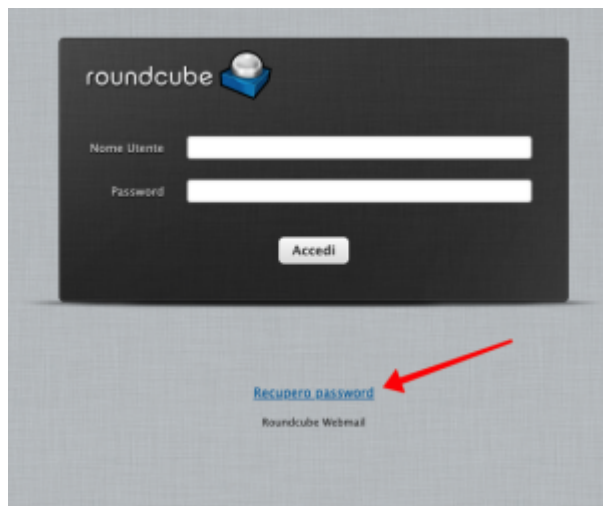 roundcube
Nome Utente
Password
Accedi
Recupero password
Roundcube Webmail